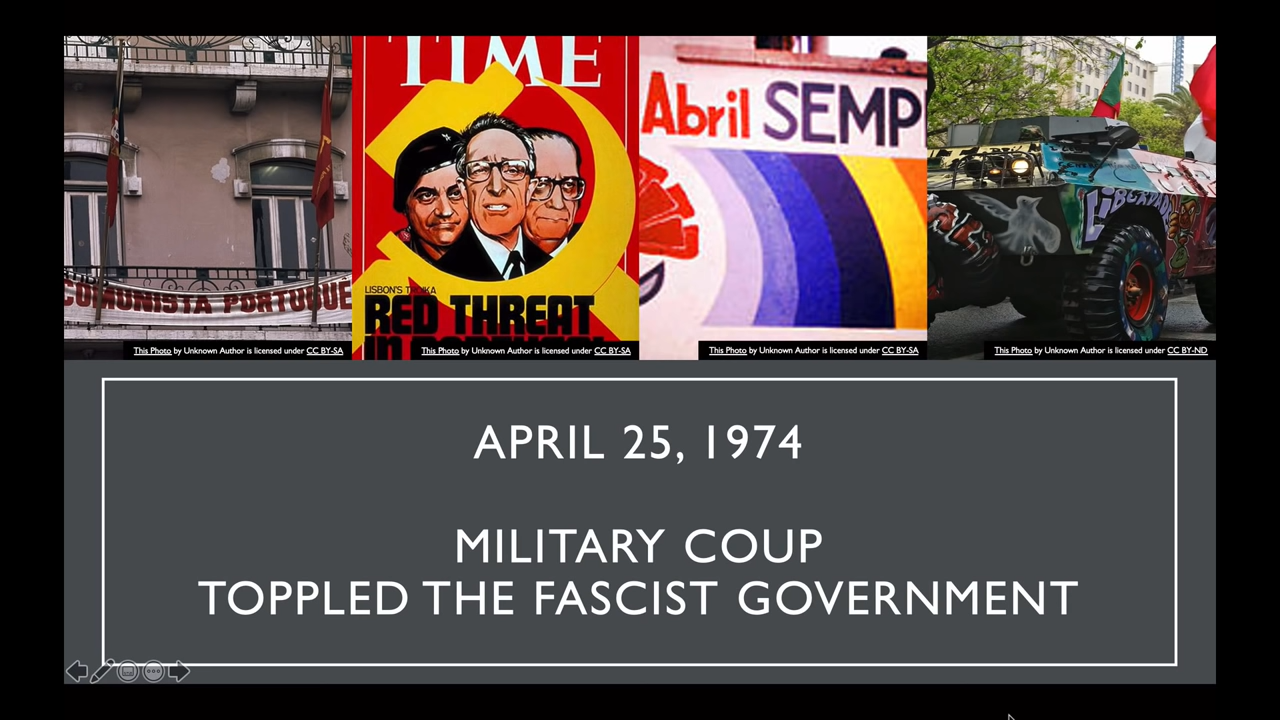 COMUNISTA PORTUGUÊ
TIME
LISBON'S TROIKA
RED THREAT
Abril SEMP
LIBERDADE
This Photo by Unknown Author is licensed under CC BY-SA
This Photo by Unknown Author is licensed under CC BY-SA
This Photo by Unknown Author is licensed under CC BY-SA
This Photo by Unknown Author is licensed under CC BY-ND
APRIL 25, 1974
MILITARY COUP
TOPPLED THE FASCIST GOVERNMENT